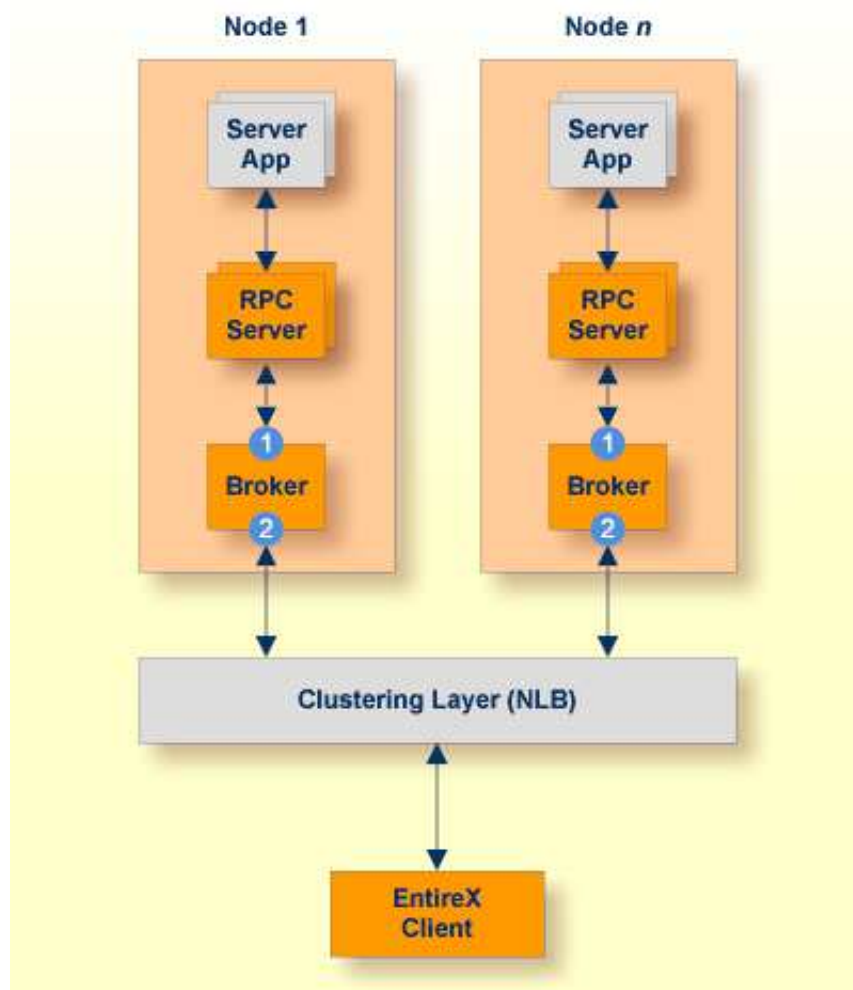 Node 1
Node n
Server
App
Server
App
RPC
Server
RPC
Server
1
1
Broker
Broker
2
2
Clustering Layer (NLB)
EntireX
Client